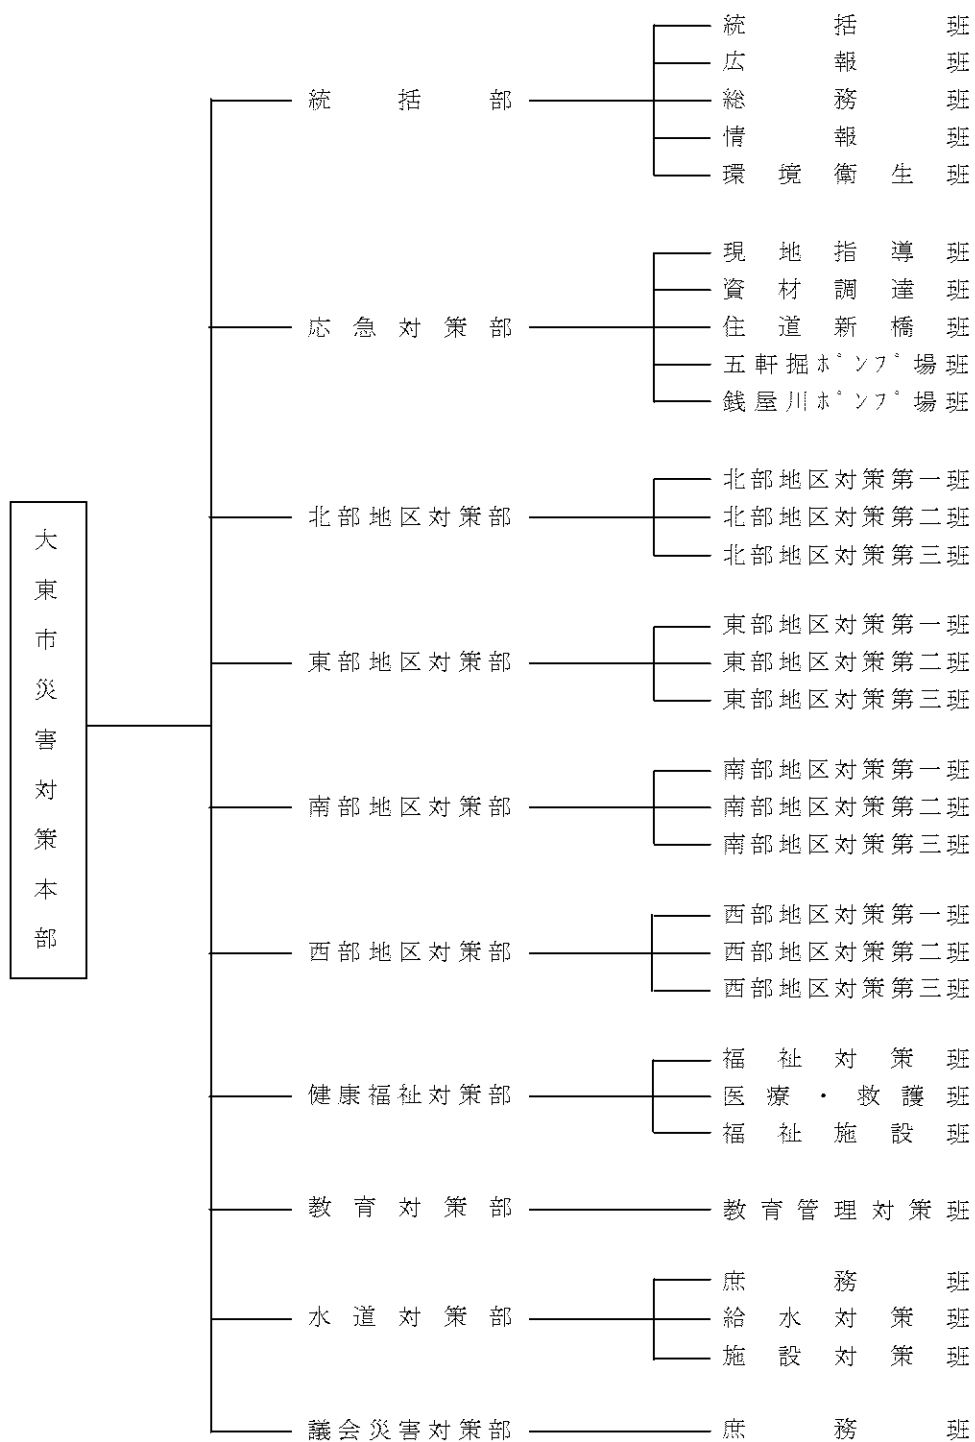 大東市災害対策本部
統括部
統括班
広報班
総務班
情報班
環境衛生班
応急対策部
現地指導班
資材調達班
住道新橋班
五軒掘ﾎﾟﾝﾌﾟ場班
銭屋川ﾎﾟﾝﾌﾟ場班
北部地区対策部
北部地区対策第一班
北部地区対策第二班
北部地区対策第三班
東部地区対策部
東部地区対策第一班
東部地区対策第二班
東部地区対策第三班
南部地区対策部
南部地区対策第一班
南部地区対策第二班
南部地区対策第三班
西部地区対策部
西部地区対策第一班
西部地区対策第二班
西部地区対策第三班
健康福祉対策部
福祉対策班
医療・救護班
福祉施設班
教育対策部
教育管理対策班
水道対策部
庶務班
給水対策班
施設対策班
議会災害対策部
庶務班